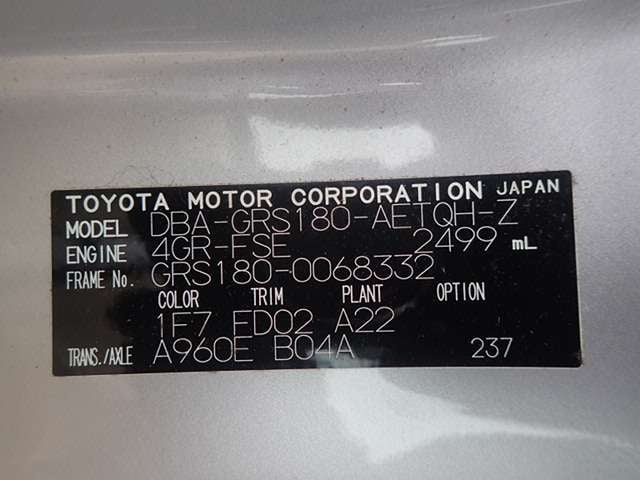 TOYOTA MOTOR CORPORATION JAPAN
MODEL DBA-GRS180-AETQH-Z
ENGINE 4GR-FSE 2499 mL
FRAME No. GRS180-0068332
COLOR TRIM PLANT OPTION
1F7 FD02 A22
TRANS./AXLE A960E B04A 237